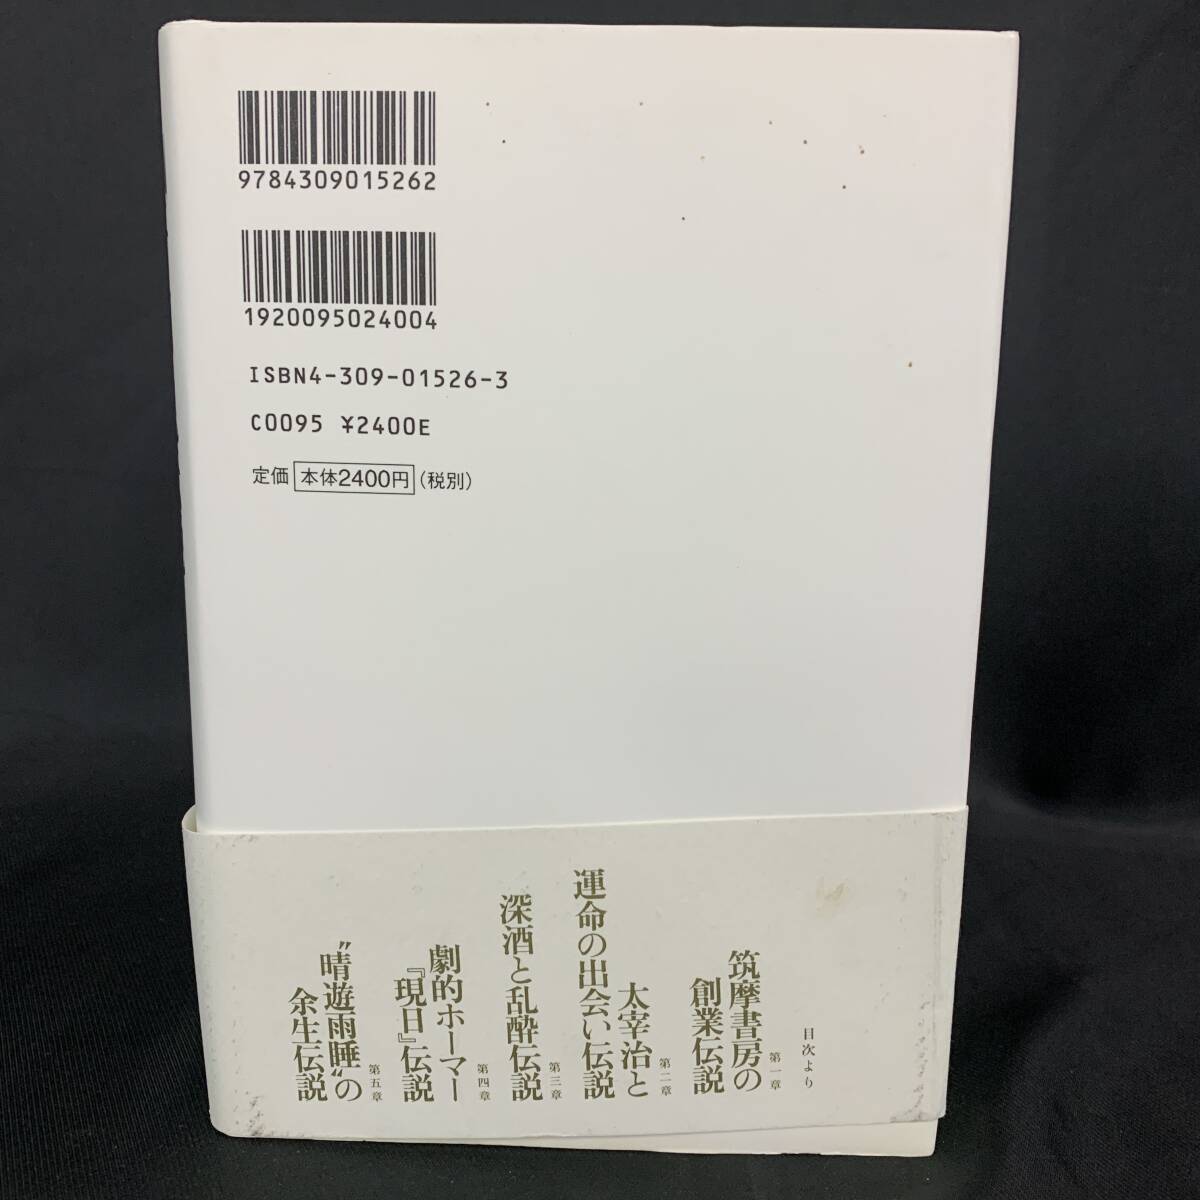 9784309015262
1920095024004
ISBN4-309-01526-3
C0095 ¥2400E
定価 本体2400円(税別)
目次より
第一章
筑摩書房の
創業伝説
第二章
太宰治と
運命の出会い伝説
第三章
深酒と乱酔伝説
第四章
劇的ホーマー
『現日』伝説
第五章
“晴遊雨睡”の
余生伝説